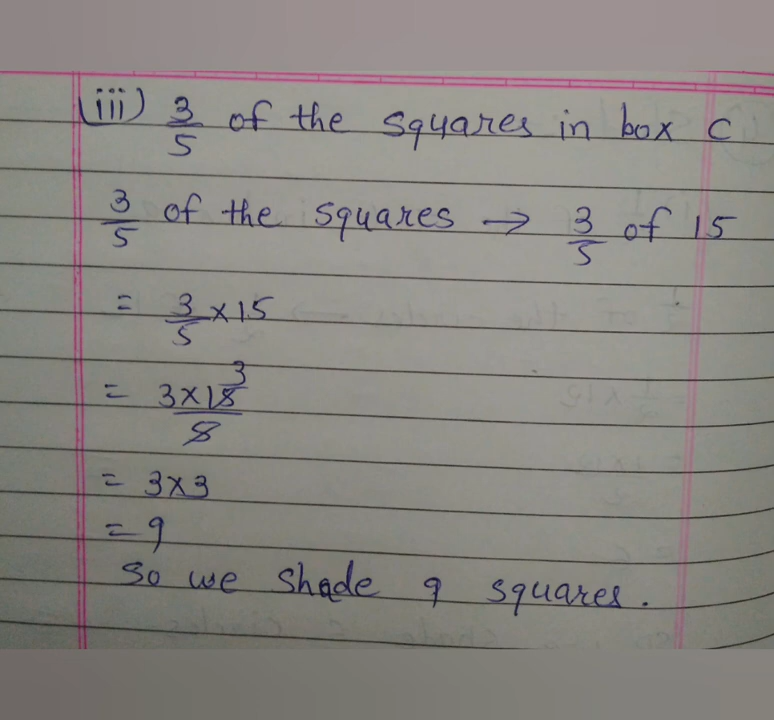 (iii) 3/5 of the squares in box C
3/5 of the squares → 3/5 of 15
= 3/5 × 15
= 3 × 15 3 / 5
= 3×3
= 9
So we shade 9 squares.